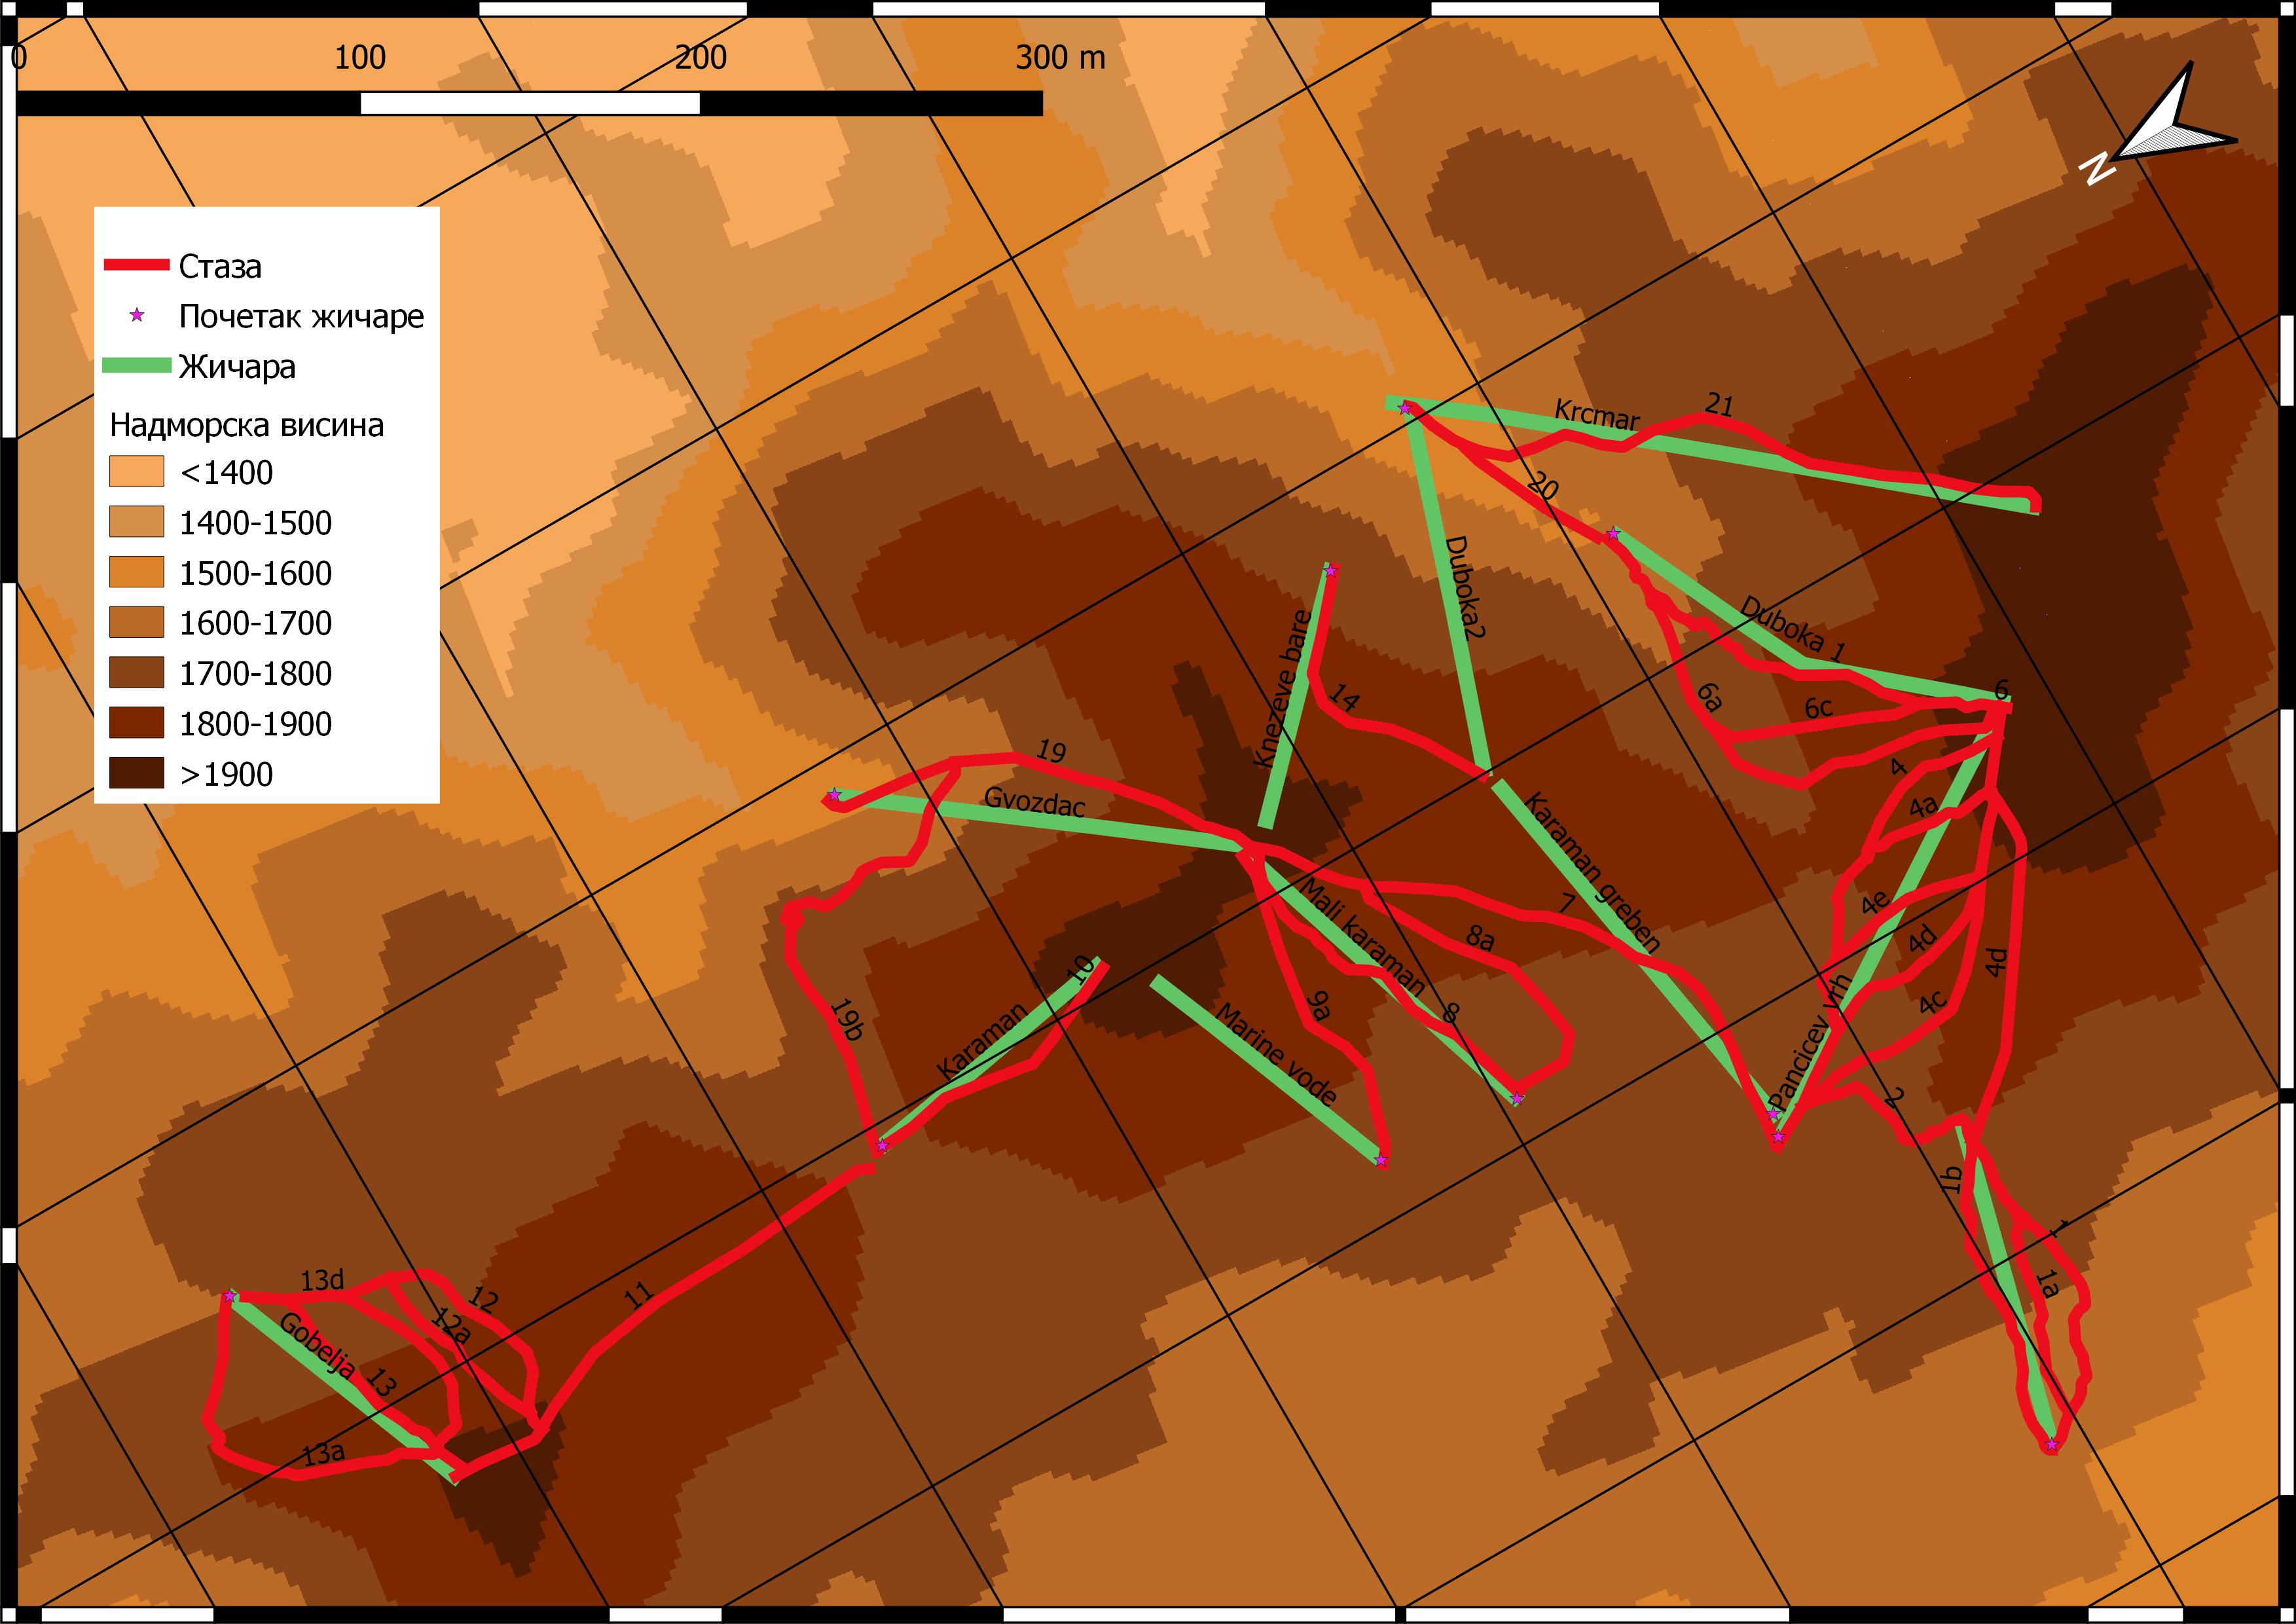 0 100 200 300 m
N
Стаза
Почетак жичаре
Жичара
Надморска висина
<1400
1400-1500
1500-1600
1600-1700
1700-1800
1800-1900
>1900
Krcmar
21
20
Duboka2
Duboka 1
6
6a
6c
Knezeve bare
14
19
Gvozdac
4
4a
Karaman greben
7
Mali karaman
8a
4e
4d
4d
4c
10
Karaman
19b
Marine vode
9a
8
Pancicev vrh
2
1b
1
1a
13d
12
12a
11
Gobelja
13
13a